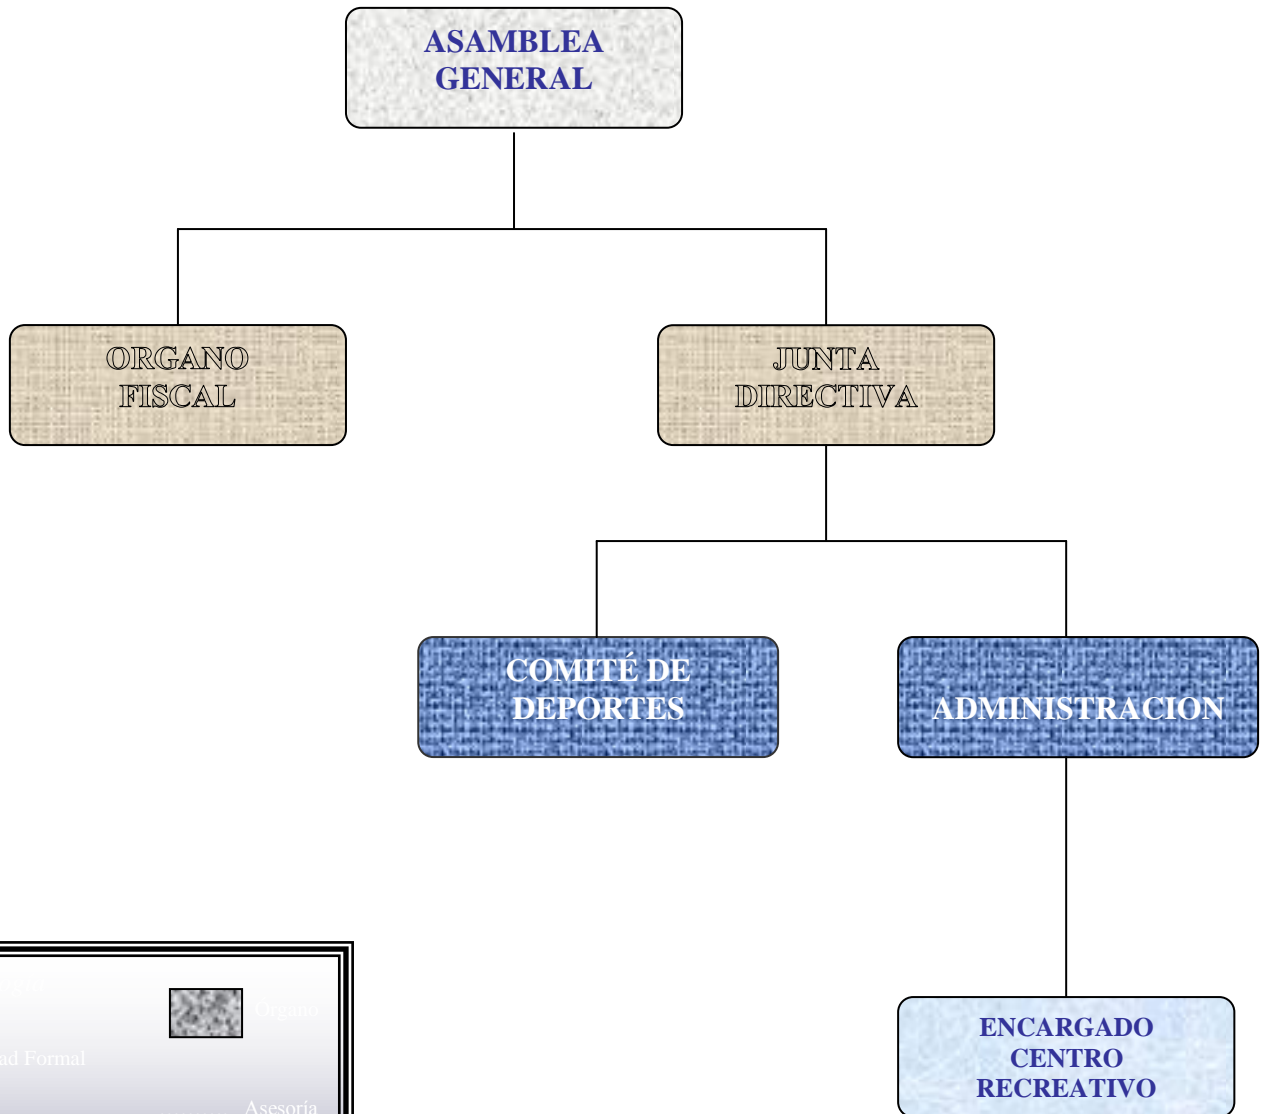 ASAMBLEA
GENERAL
ORGANO
FISCAL
JUNTA
DIRECTIVA
COMITÉ DE
DEPORTES
ADMINISTRACION
Organo
ad Formal
Asesoría
ENCARGADO
CENTRO
RECREATIVO